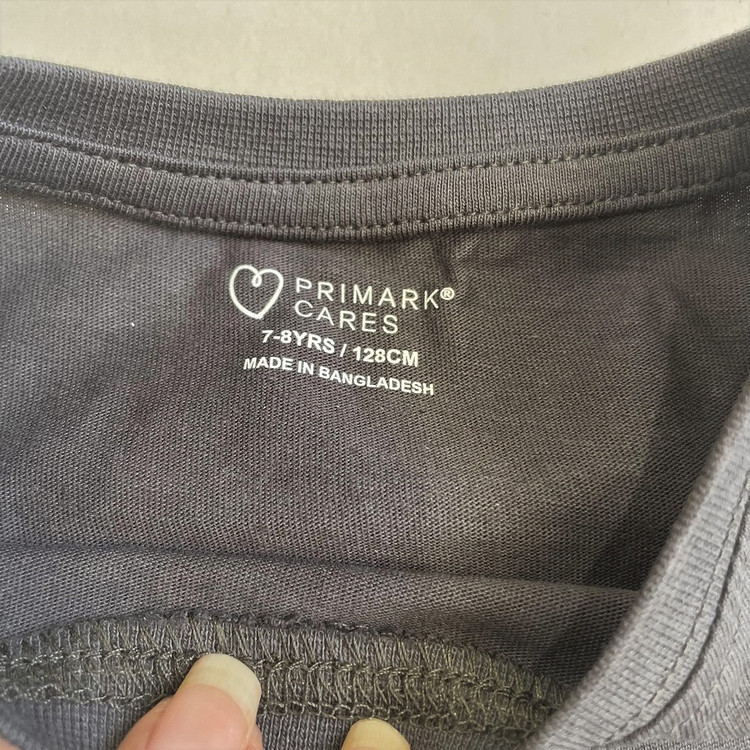 PRIMARK®
CARES
7-8YRS / 128CM
MADE IN BANGLADESH